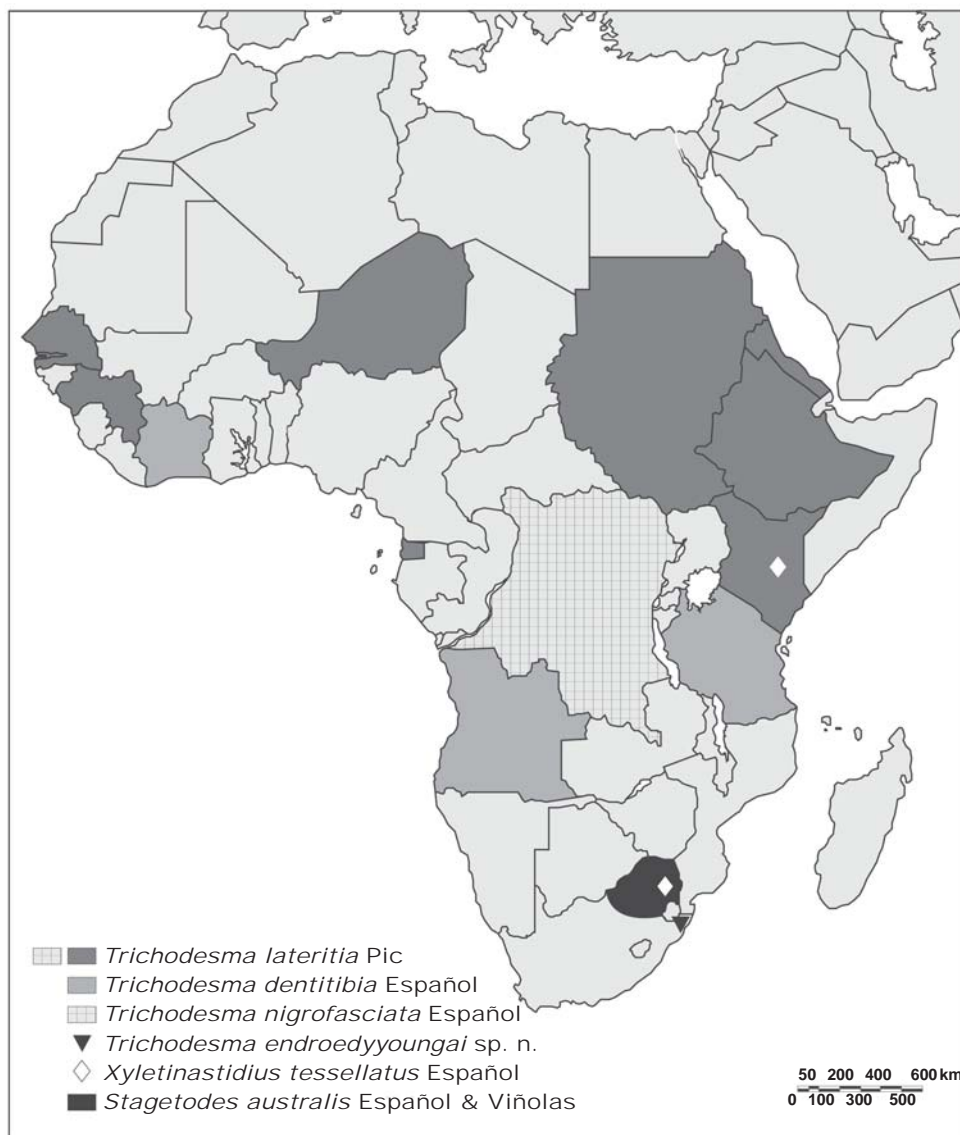 Trichodesma lateritia Pic
Trichodesma dentitibia Español
Trichodesma nigrofasciata Español
Trichodesma endroedyyoungai sp. n.
Xyletinastidius tessellatus Español
Stagetodes australis Español & Viñolas
50 200 400 600 km
0 100 300 500